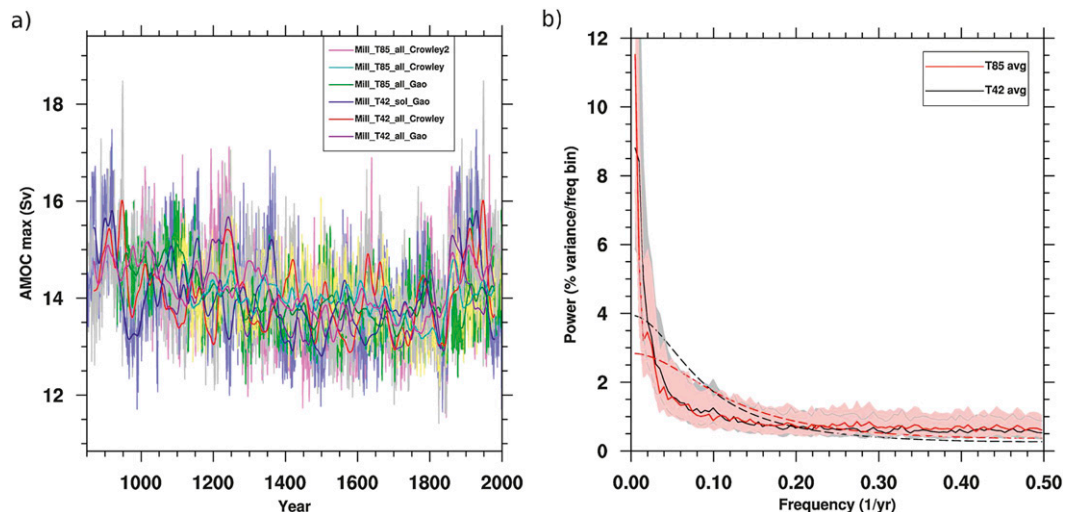 a)
AMOC max (Sv)
18
16
14
12
Mill_T85_all_Crowley2
Mill_T85_all_Crowley
Mill_T85_all_Gao
Mill_T42_sol_Gao
Mill_T42_all_Crowley
Mill_T42_all_Gao
1000 1200 1400 1600 1800 2000
Year
b)
Power (% variance/freq bin)
12
10
8
6
4
2
0
T85 avg
T42 avg
0.00 0.10 0.20 0.30 0.40 0.50
Frequency (1/yr)